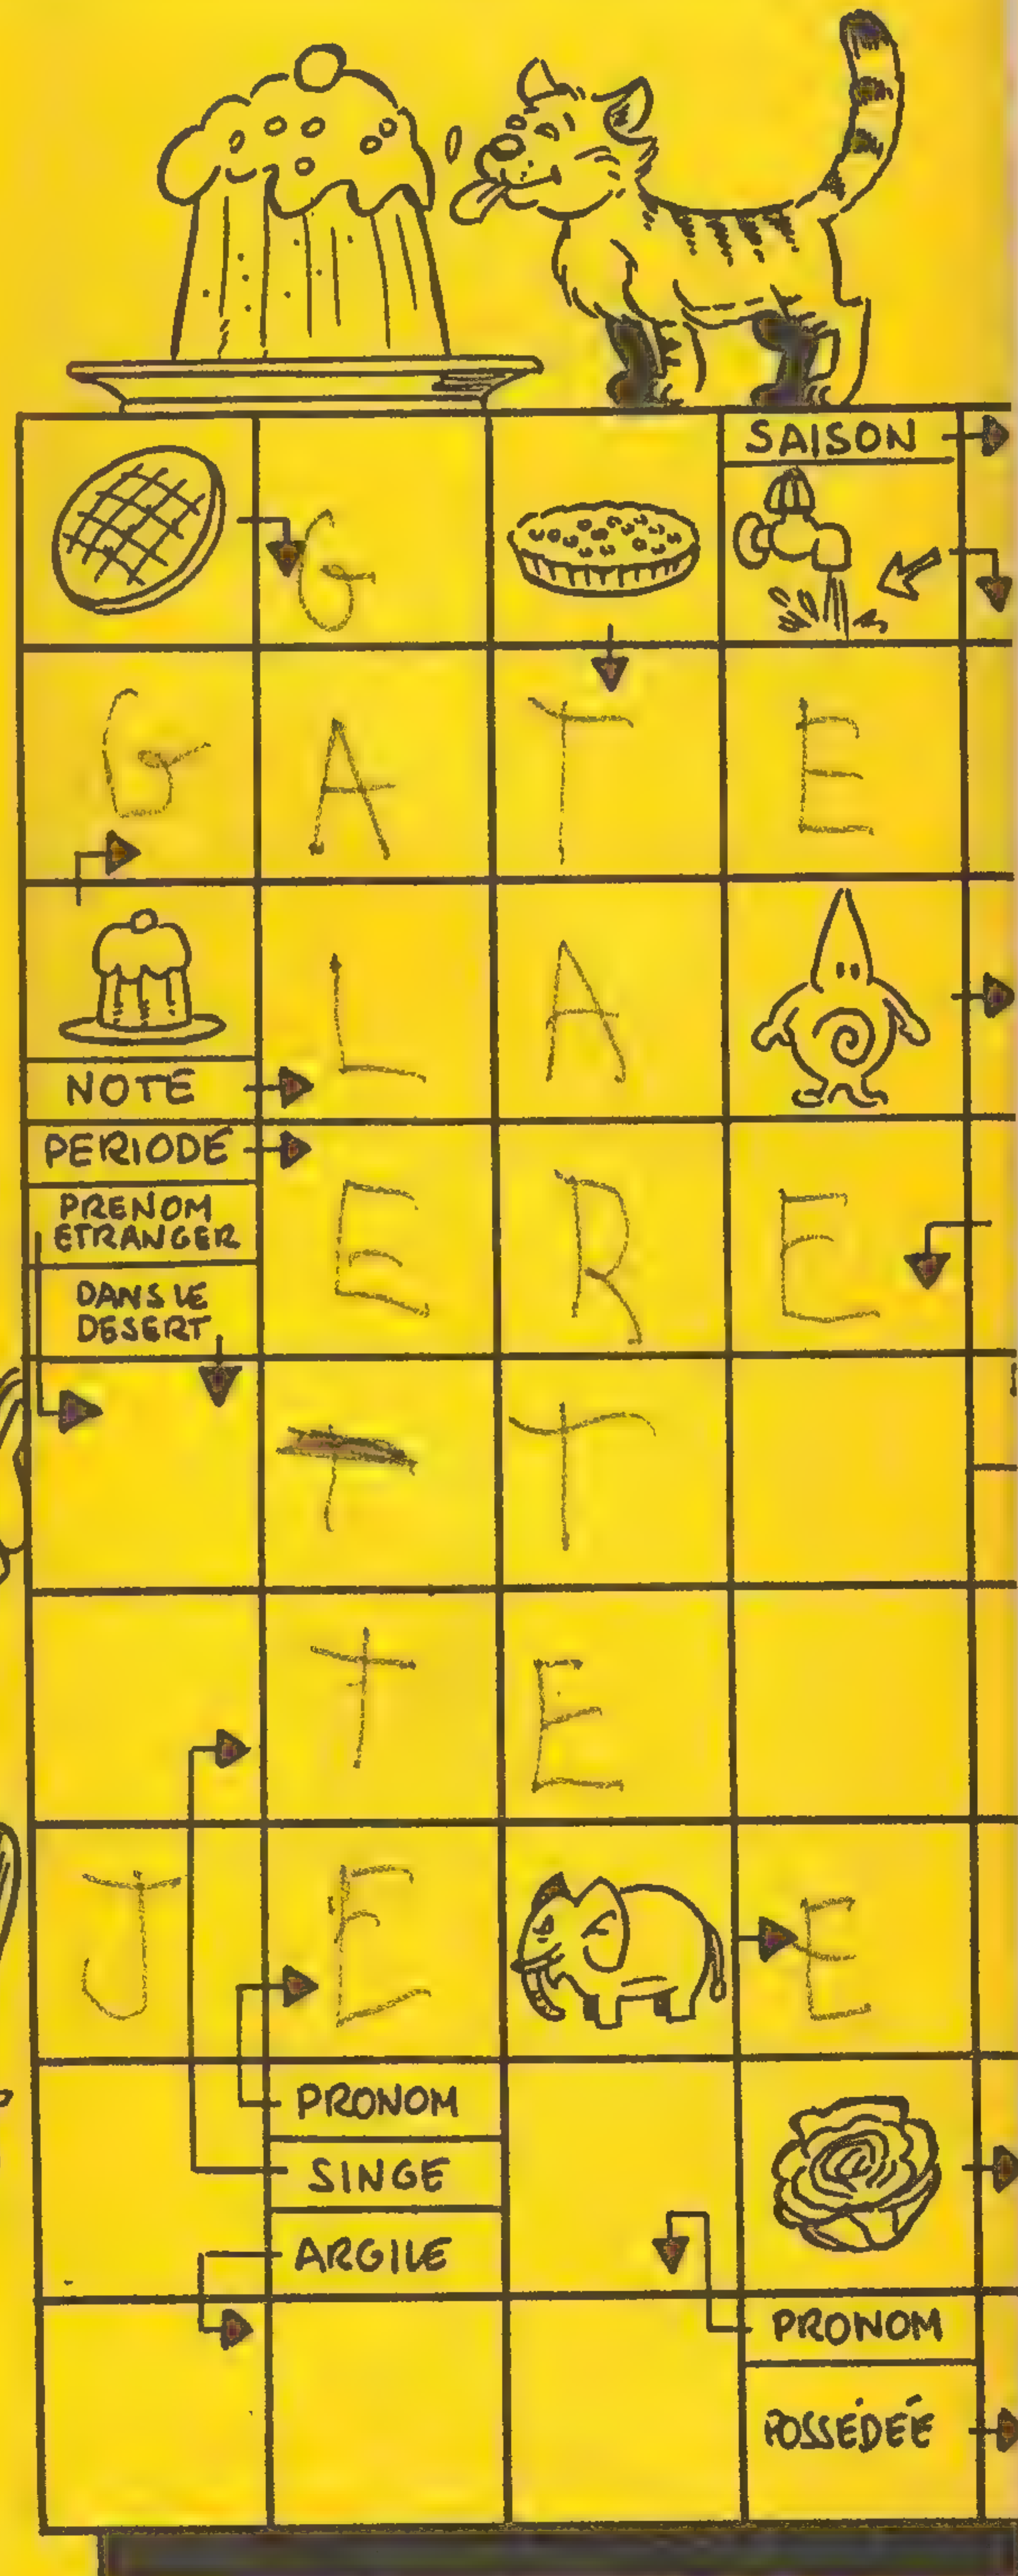 SAISON
G
G A T E
L A
NOTE
PERIODE
E R E
PRENOM
ETRANGER
DANS LE
DESERT
T T
T E
J E E
PRONOM
SINGE
ARGILE
PRONOM
POSSÉDÉE